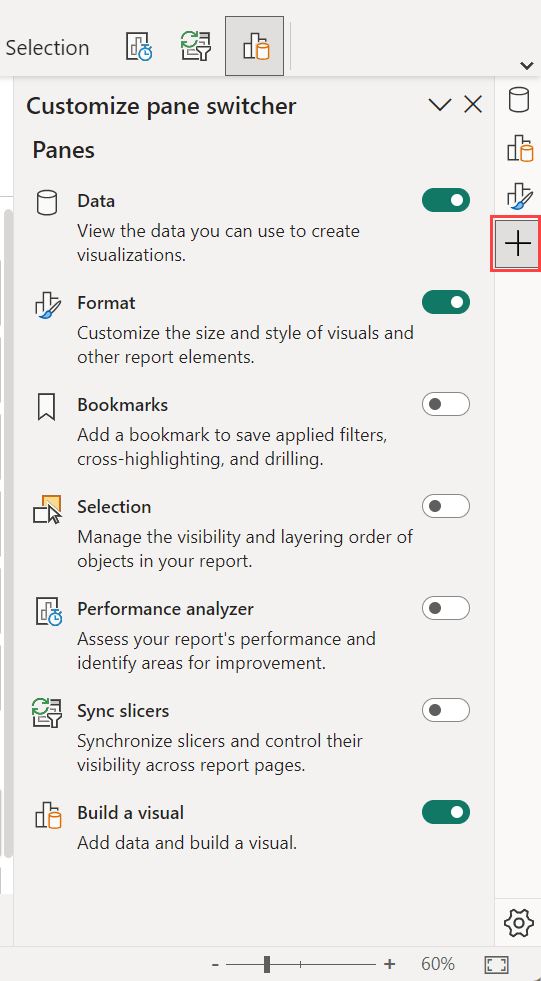 Selection
Customize pane switcher
Panes
Data
View the data you can use to create
visualizations.
Format
Customize the size and style of visuals and
other report elements.
Bookmarks
Add a bookmark to save applied filters,
cross-highlighting, and drilling.
Selection
Manage the visibility and layering order of
objects in your report.
Performance analyzer
Assess your report's performance and
identify areas for improvement.
Sync slicers
Synchronize slicers and control their
visibility across report pages.
Build a visual
Add data and build a visual.
- + 60%